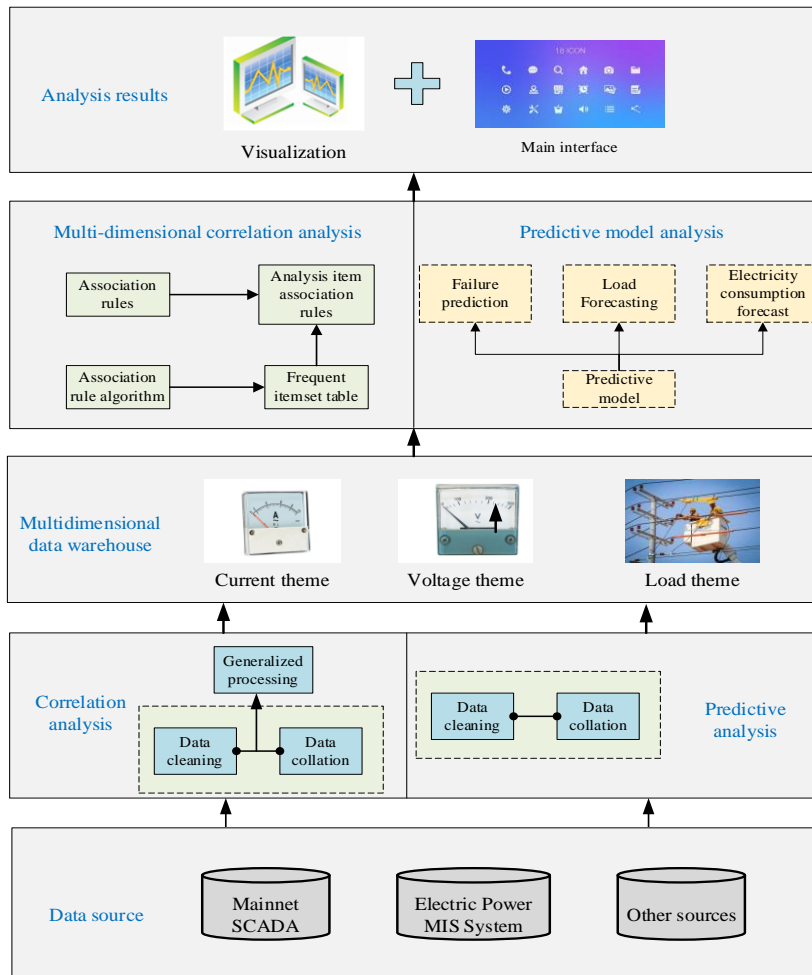 18 ICON
Analysis results
Visualization
Main interface
Multi-dimensional correlation analysis
Association
rules
Analysis item
association
rules
Association
rule algorithm
Frequent
itemset table
Predictive model analysis
Failure
prediction
Load
Forecasting
Electricity
consumption
forecast
Predictive
model
Multidimensional
data warehouse
A
V
Current theme
Voltage theme
Load theme
Correlation
analysis
Generalized
processing
Data
cleaning
Data
collation
Data
cleaning
Data
collation
Predictive
analysis
Data source
Mainnet
SCADA
Electric Power
MIS System
Other sources